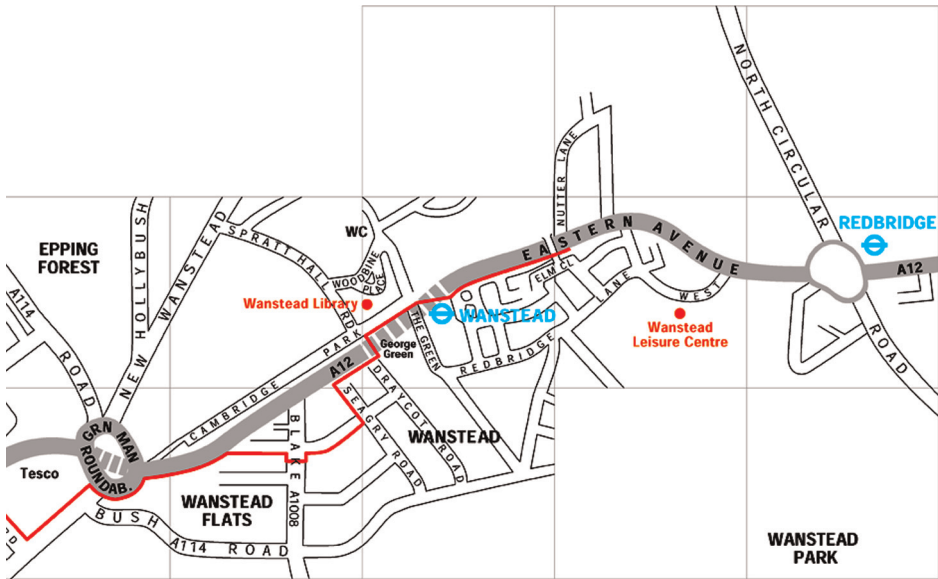 NORTH CIRCULAR
ROAD
NUTTER LANE
EPPING
FOREST
NEW HOLLYBUSH
WANSTEAD
SPRATT HALL
RD
WC
WOODBINE
PLACE
EASTERN AVENUE
REDBRIDGE
A12
ELM CL
A114
ROAD
Wanstead Library
WANSTEAD
THE GREEN
REDBRIDGE LANE WEST
Wanstead
Leisure Centre
George
Green
CAMBRIDGE PARK
A12
DRAYCOT ROAD
SEAGRY ROAD
BLAKE A1008
WANSTEAD
GRN MAN
ROUNDAB.
Tesco
WANSTEAD
FLATS
BUSH
A114 ROAD
WANSTEAD
PARK